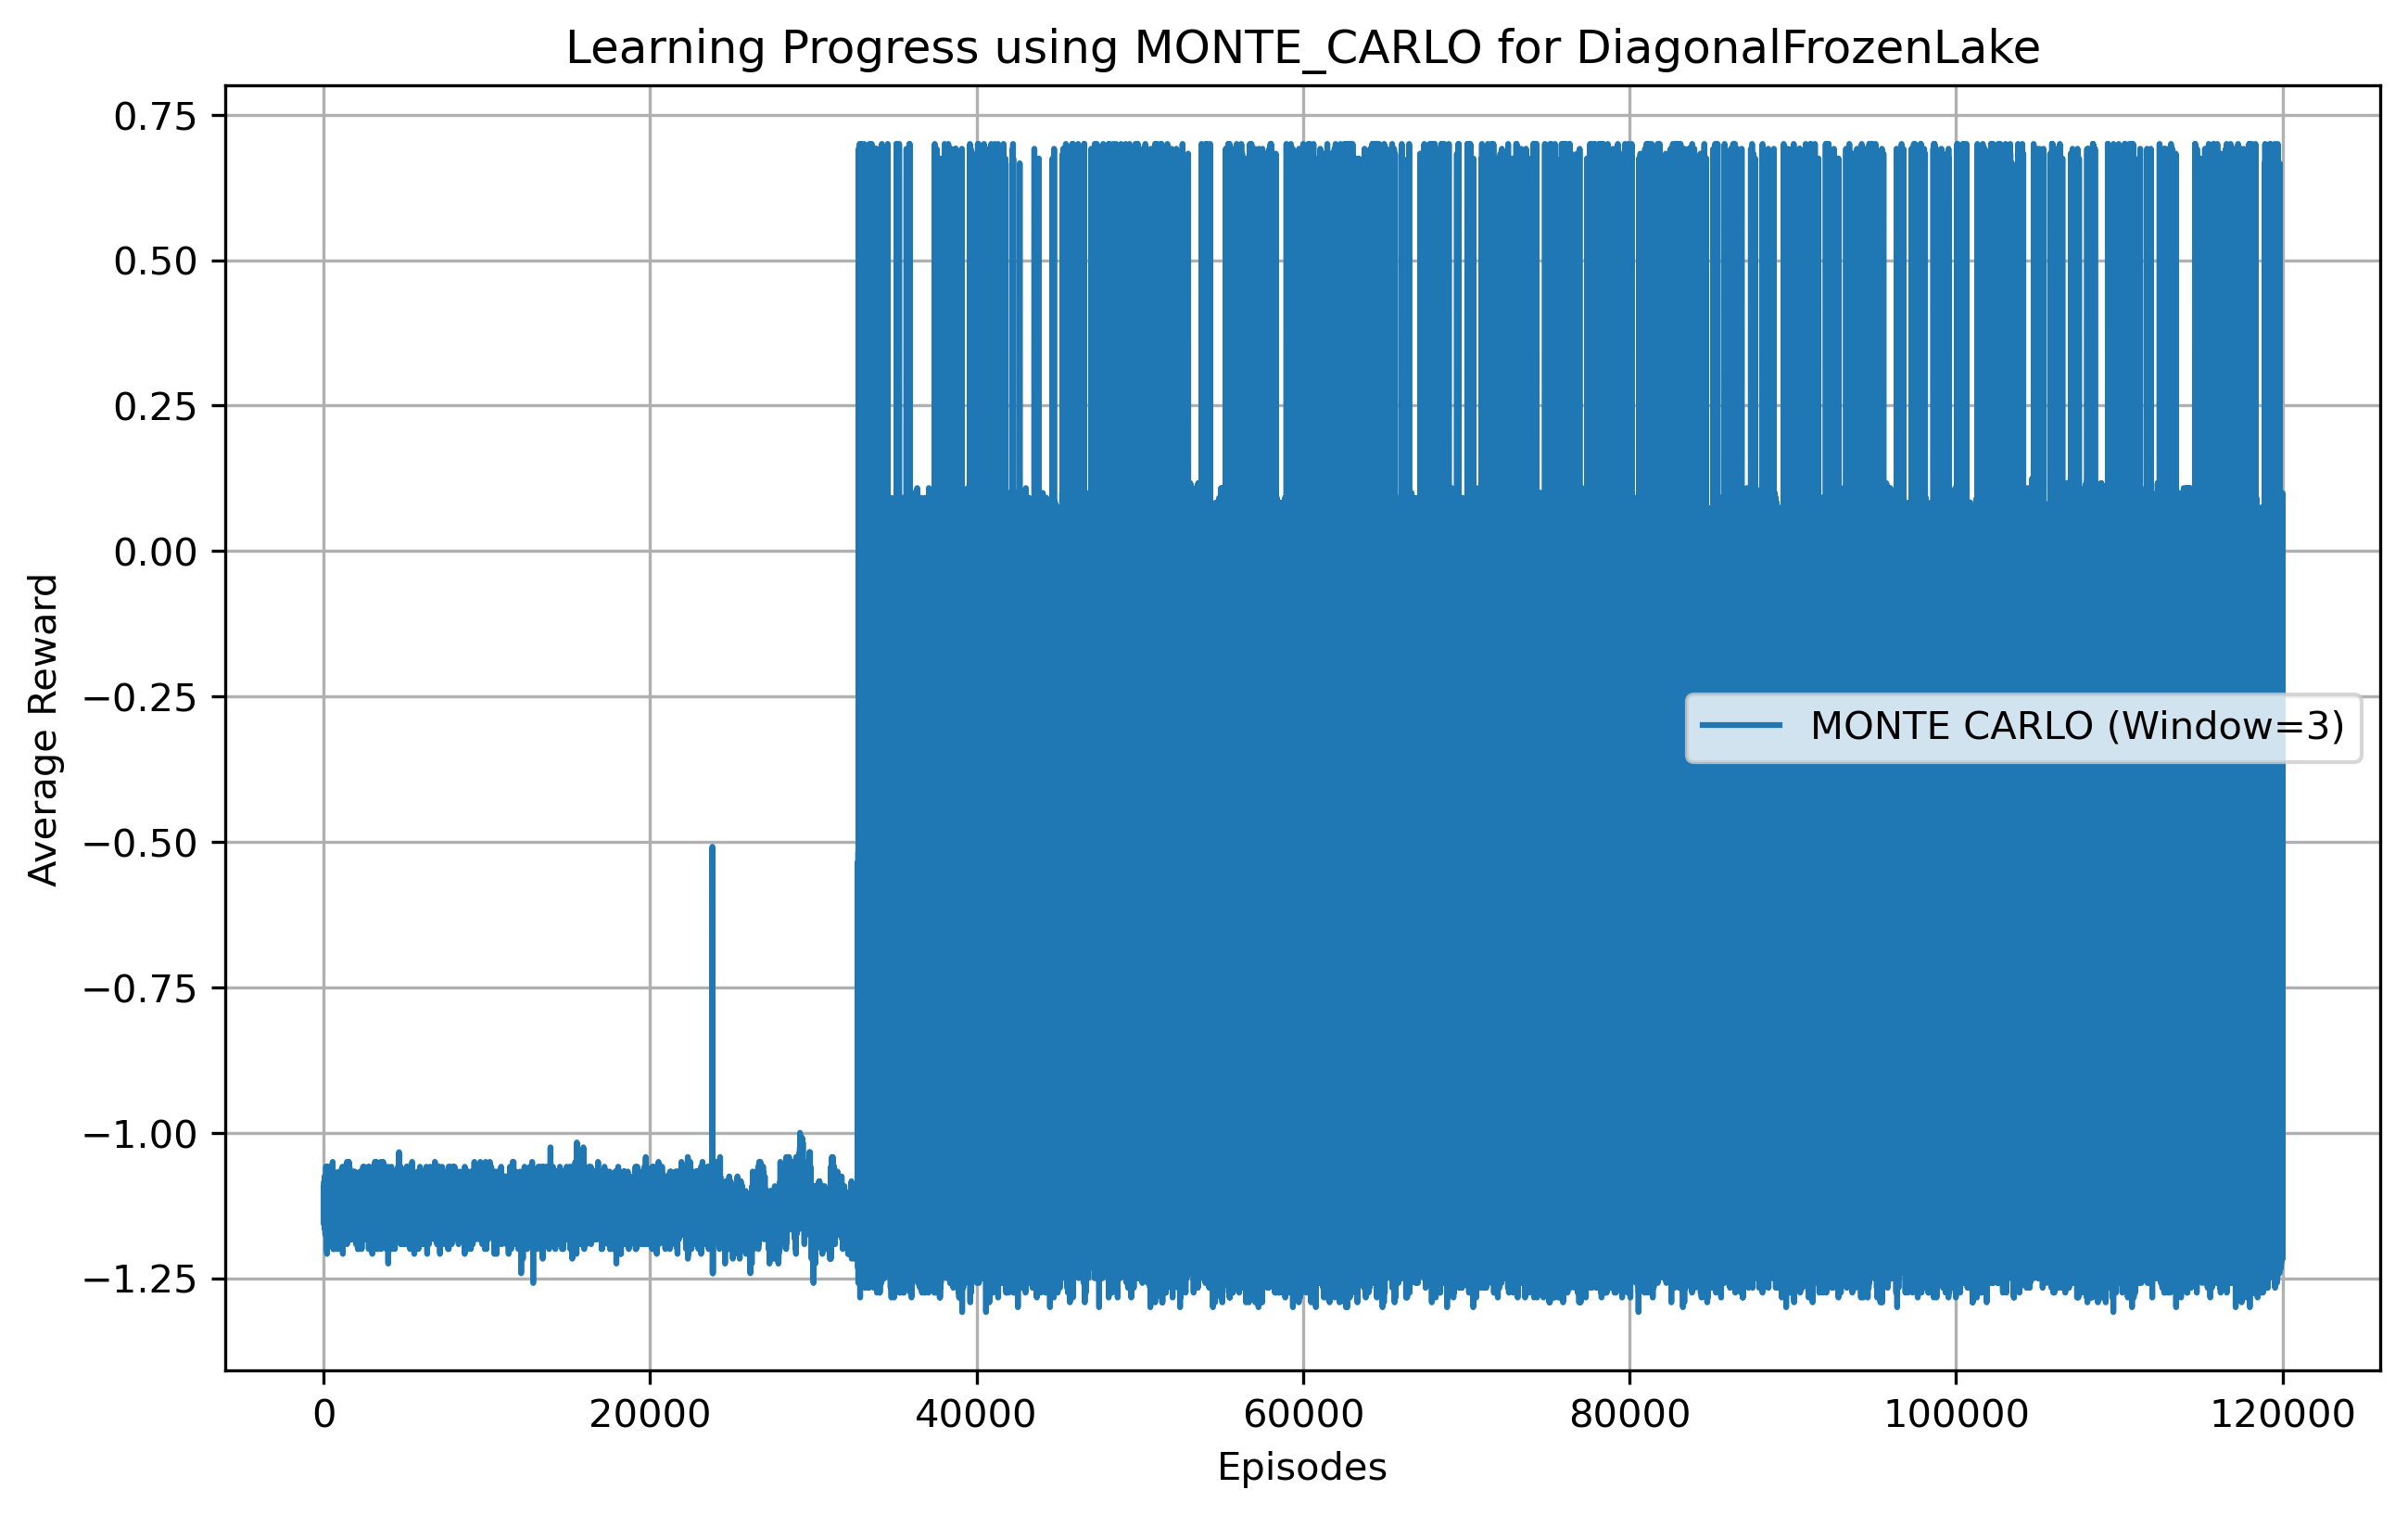 Learning Progress using MONTE_CARLO for DiagonalFrozenLake
Average Reward
0.75
0.50
0.25
0.00
−0.25
−0.50
−0.75
−1.00
−1.25
MONTE CARLO (Window=3)
0 20000 40000 60000 80000 100000 120000
Episodes